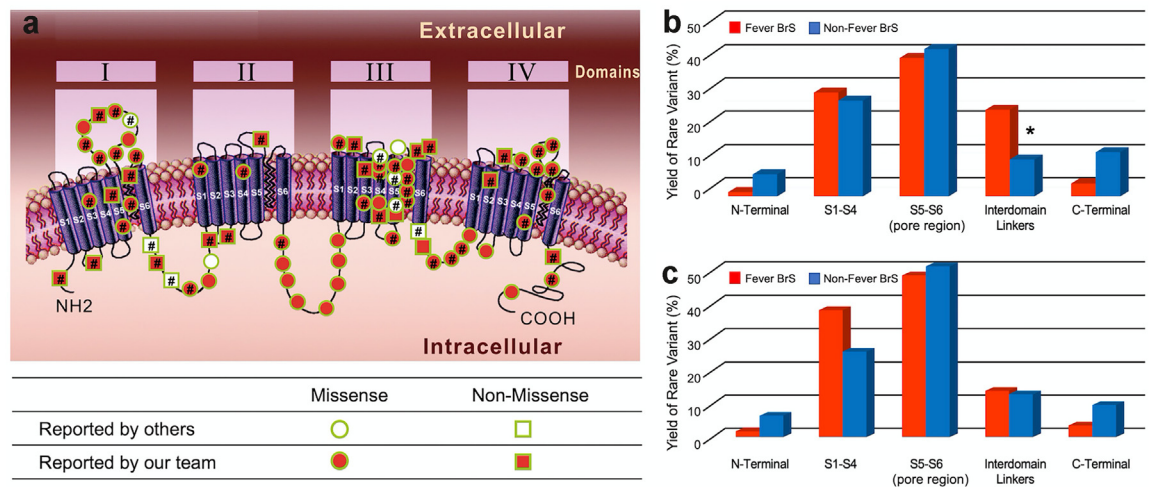 a
Extracellular
I II III IV Domains
# # # # # # # # # # # # # # # # # # # # # # # # # # # # # # # # # # # # # # # #
S1 S2 S3 S4 S5 S6
S1 S2 S3 S4 S5 S6
S1 S2 S3 S4 S5 S6
S1 S2 S3 S4 S5 S6
NH2
COOH
Intracellular
Missense Non-Missense
Reported by others
Reported by our team
b
Fever BrS Non-Fever BrS
Yield of Rare Variant (%)
50
40
30
20
10
0
*
N-Terminal S1-S4 S5-S6 Interdomain C-Terminal
(pore region) Linkers
c
Fever BrS Non-Fever BrS
Yield of Rare Variant (%)
50
40
30
20
10
0
N-Terminal S1-S4 S5-S6 Interdomain C-Terminal
(pore region) Linkers